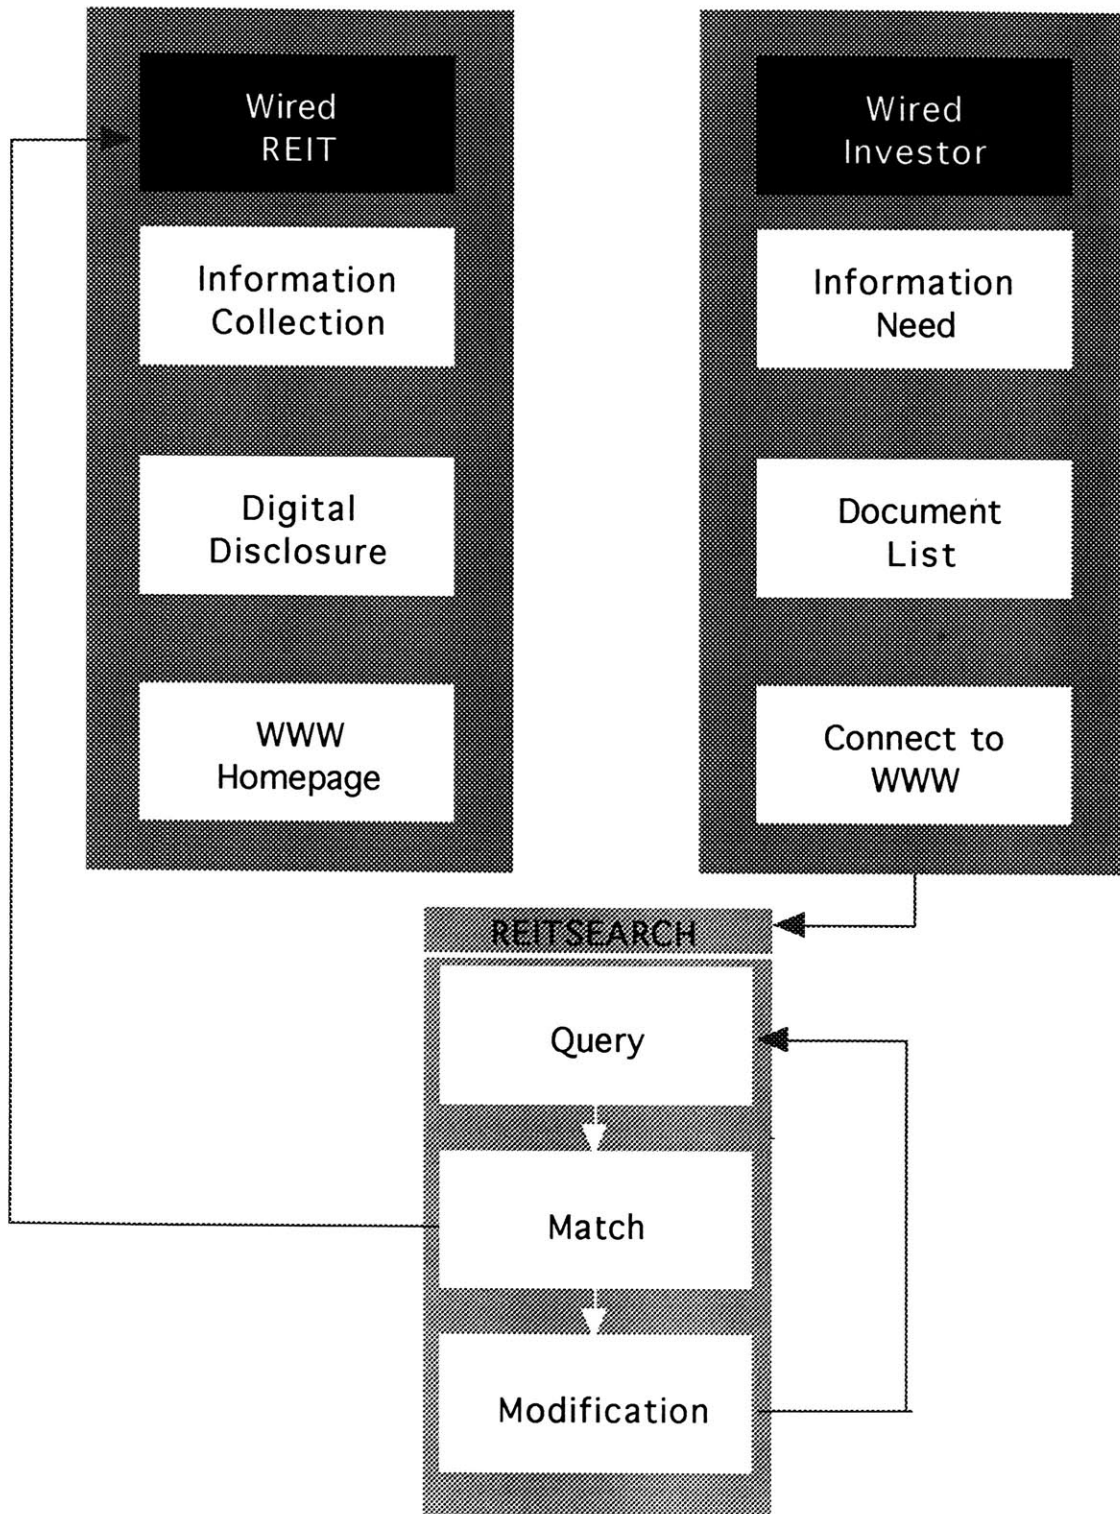 Wired
REIT
Information
Collection
Digital
Disclosure
WWW
Homepage
Wired
Investor
Information
Need
Document
List
Connect to
WWW
REITSEARCH
Query
Match
Modification